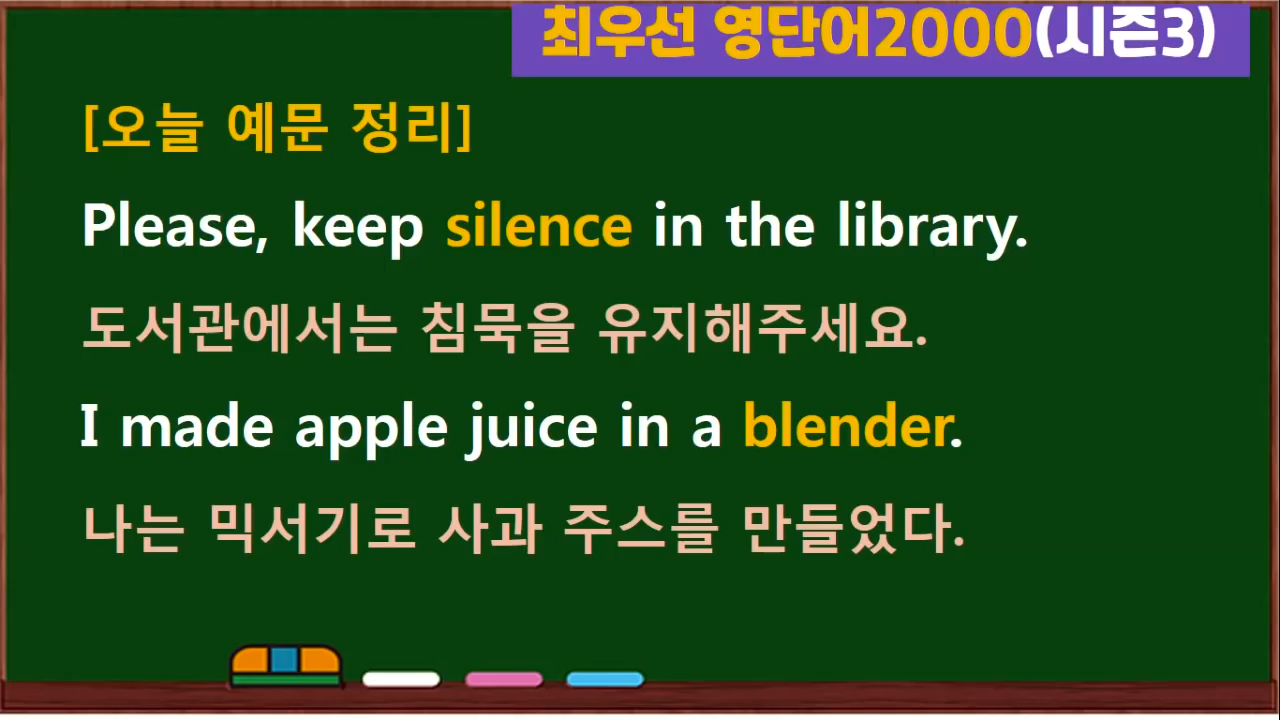 최우선 영단어2000(시즌3)
[오늘 예문 정리]
Please, keep silence in the library.
도서관에서는 침묵을 유지해주세요.
I made apple juice in a blender.
나는 믹서기로 사과 주스를 만들었다.